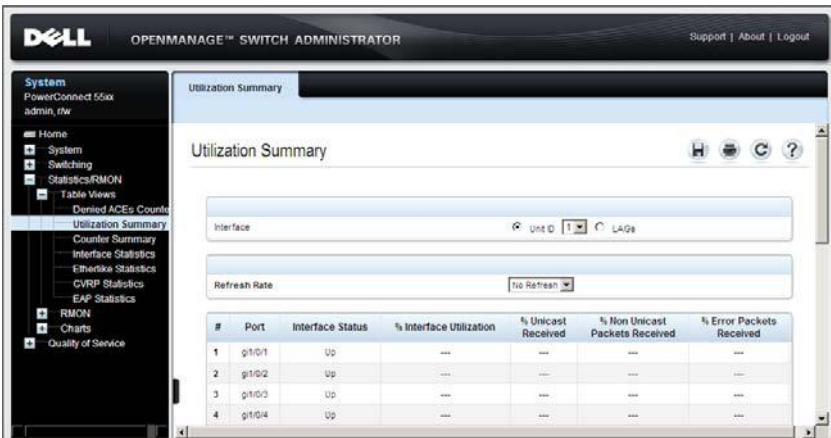 DELL
OPENMANAGE™ SWITCH ADMINISTRATOR
Support | About | Logout
System
PowerConnect 55xx
admin, r/w
Home
System
Switching
Statistics/RMON
Table Views
Denied ACEs Counte
Utilization Summary
Counter Summary
Interface Statistics
Etherlike Statistics
GVRP Statistics
EAP Statistics
RMON
Charts
Quality of Service
Utilization Summary
Utilization Summary
Interface Unit ID 1 LAGs
Refresh Rate No Refresh
# Port Interface Status % Interface Utilization % Unicast Received % Non Unicast Packets Received % Error Packets Received
1 gi1/0/1 Up --- --- --- ---
2 gi1/0/2 Up --- --- --- ---
3 gi1/0/3 Up --- --- --- ---
4 gi1/0/4 Up --- --- --- ---